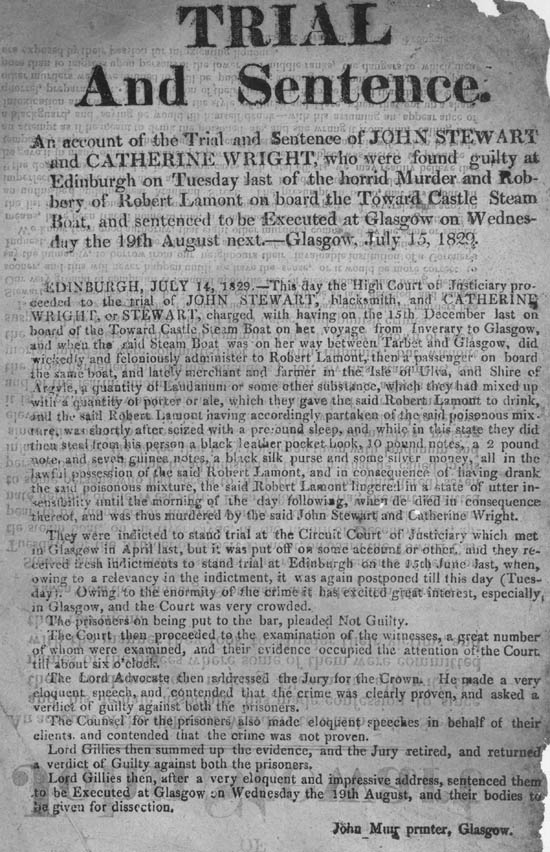 TRIAL
And Sentence.
An account of the Trial and Sentence of JOHN STEWART
and CATHERINE WRIGHT, who were found guilty at
Edinburgh on Tuesday last of the horrid Murder and Rob-
bery of Robert Lamont on board the Toward Castle Steam
Boat, and sentenced to be Executed at Glasgow on Wednes-
day the 19th August next.—Glasgow, July 15, 1829.
EDINBURGH, JULY 14, 1829.—This day the High Court of Justiciary pro-
ceeded to the trial of JOHN STEWART, blacksmith, and CATHERINE
WRIGHT, or STEWART, charged with having on the 15th December last on
board of the Toward Castle Steam Boat on her voyage from Inverary to Glasgow,
and when the said Steam Boat was on her way between Tarbet and Glasgow, did
wickedly and feloniously administer to Robert Lamont, then a passenger on board
the same boat, and lately merchant and farmer in the Isle of Ulva, and Shire of
Argyle, a quantity of Laudanum or some other substance, which they had mixed up
with a quantity of porter or ale, which they gave the said Robert Lamont to drink,
and the said Robert Lamont having accordingly partaken of the said poisonous mix-
ture, was shortly after seized with a profound sleep, and while in this state they did
then steal from his person a black leather pocket book, 10 pound notes, a 2 pound
note, and seven guinea notes, a black silk purse and some silver money, all in the
lawful possession of the said Robert Lamont, and in consequence of having drank
the said poisonous mixture, the said Robert Lamont lingered in a state of utter in-
sensibility until the morning of the day following, when de died in consequence
thereof, and was thus murdered by the said John Stewart and Catherine Wright.
They were indicted to stand trial at the Circuit Court of Justiciary which met
in Glasgow in April last, but it was put off on some account or other, and they re-
ceived fresh indictments to stand trial at Edinburgh on the 15th June last, when,
owing to a relevancy in the indictment, it was again postponed till this day (Tues-
day). Owing to the enormity of the crime it has excited great interest, especially,
in Glasgow, and the Court was very crowded.
The prisoners on being put to the bar, pleaded Not Guilty.
The Court then proceeded to the examination of the witnesses, a great number
of whom were examined, and their evidence occupied the attention of the Court
till about six o'clock.
The Lord Advocate then addressed the Jury for the Crown. He made a very
eloquent speech, and contended that the crime was clearly proven, and asked a
verdict of guilty against both the prisoners.
The Counsel for the prisoners also made eloquent speeches in behalf of their
clients, and contended that the crime was not proven.
Lord Gillies then summed up the evidence, and the Jury retired, and returned
a verdict of Guilty against both the prisoners.
Lord Gillies then, after a very eloquent and impressive address, sentenced them
to be Executed at Glasgow on Wednesday the 19th August, and their bodies to
be given for dissection.
John Muir printer, Glasgow.